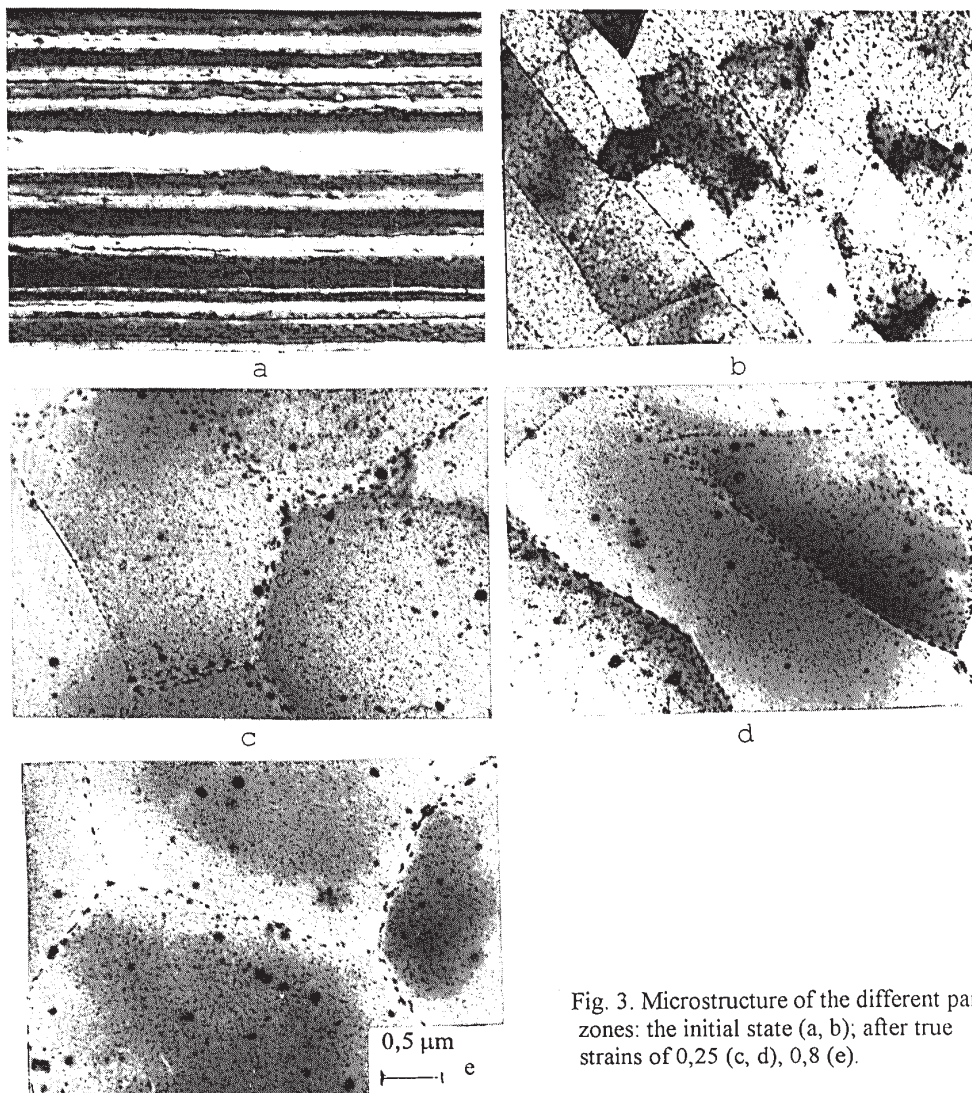 a
b
c
d
0,5 µm
e
Fig. 3. Microstructure of the different
zones: the initial state (a, b); after true
strains of 0,25 (c, d), 0,8 (e).